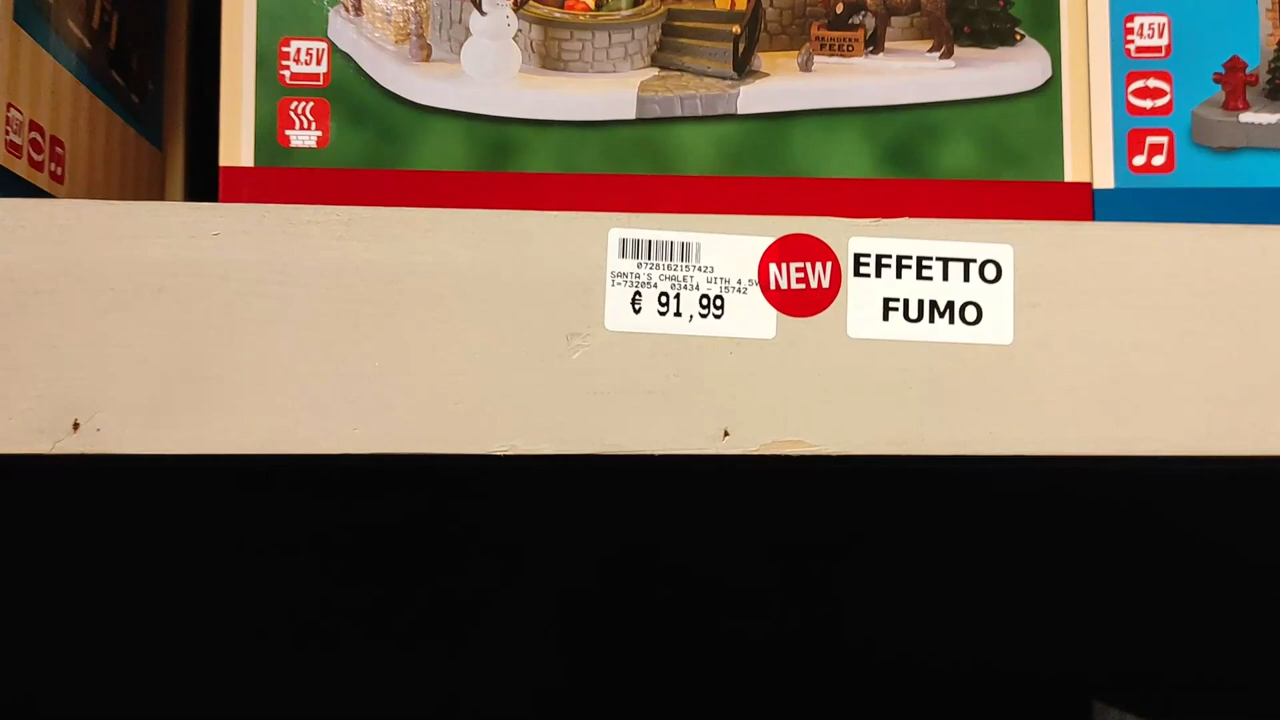 4.5V
REINDEER
FEED
4.5V
0728162157423
SANTA'S CHALET, WITH 4.5V
I=732054 03434 - 15742
€ 91,99
NEW
EFFETTO
FUMO